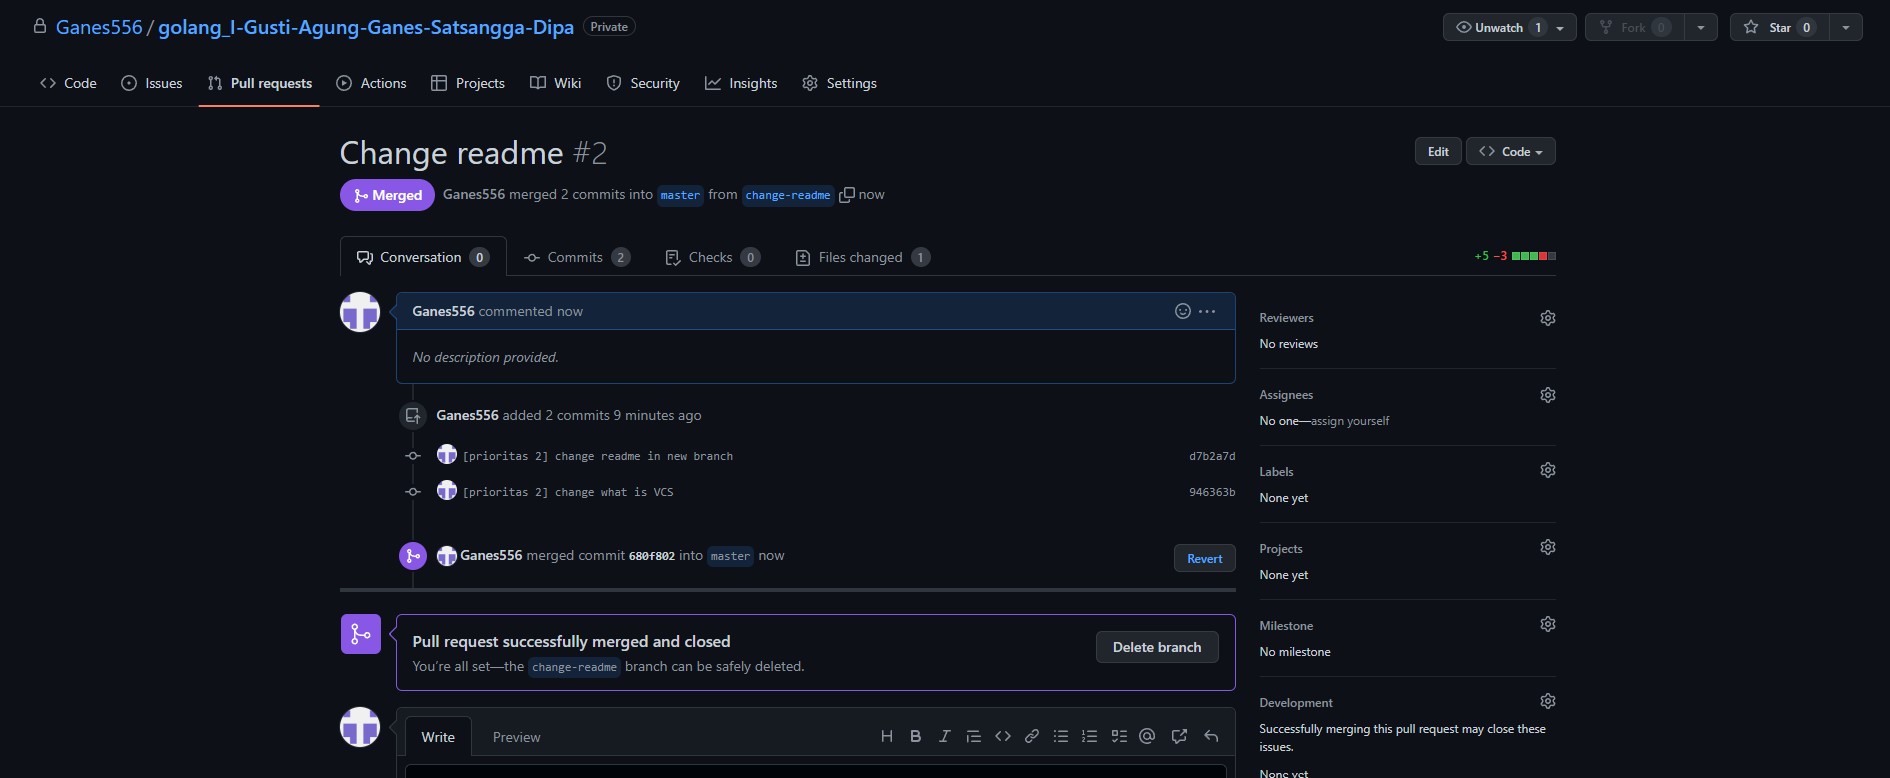 Ganes556 / golang_I-Gusti-Agung-Ganes-Satsangga-Dipa Private
Unwatch 1 Fork 0 Star 0
Code Issues Pull requests Actions Projects Wiki Security Insights Settings
Change readme #2
Edit Code
Merged Ganes556 merged 2 commits into master from change-readme now
Conversation 0 Commits 2 Checks 0 Files changed 1
+5 −3
Ganes556 commented now
No description provided.
Ganes556 added 2 commits 9 minutes ago
[prioritas 2] change readme in new branch d7b2a7d
[prioritas 2] change what is VCS 946363b
Ganes556 merged commit 680f802 into master now
Revert
Pull request successfully merged and closed
You're all set—the change-readme branch can be safely deleted.
Delete branch
Write Preview
Reviewers
No reviews
Assignees
No one—assign yourself
Labels
None yet
Projects
None yet
Milestone
No milestone
Development
Successfully merging this pull request may close these
issues.
None yet